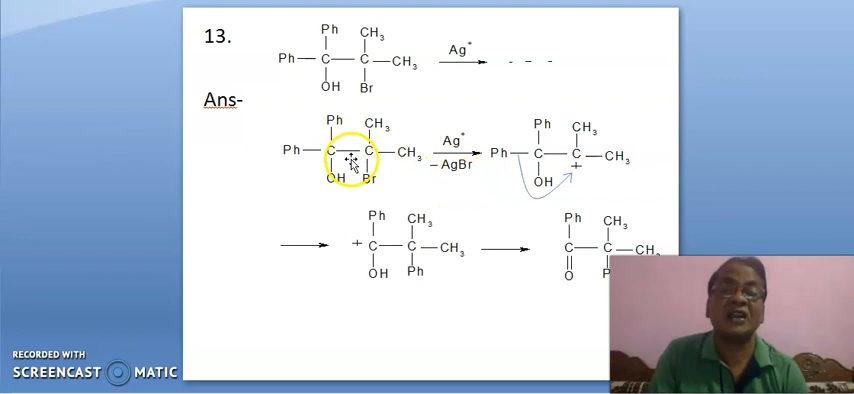 13.
Ph CH3
Ph C C CH3 Ag+ - - -
OH Br
Ans-
Ph CH3 Ph CH3
Ph C C CH3 Ag+ Ph C C CH3
– AgBr +
OH Br OH
Ph CH3 Ph CH3
+ C C CH3 C C CH3
OH Ph O P
RECORDED WITH
SCREENCAST MATIC